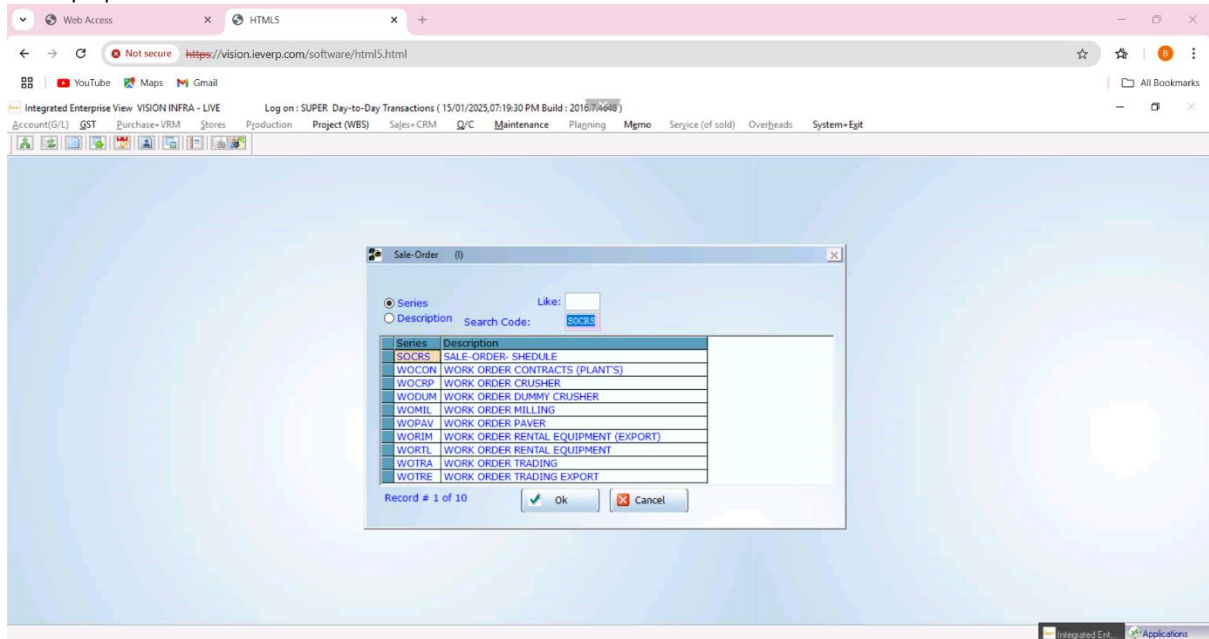 Web Access
HTML5
Not secure https://vision.ieverp.com/software/html5.html
B
YouTube Maps Gmail
All Bookmarks
Integrated Enterprise View VISION INFRA - LIVE Log on : SUPER Day-to-Day Transactions ( 15/01/2025,07:19:30 PM Build : 2016.7.4648 )
Account(G/L) GST Purchase+VRM Stores Production Project (WBS) Sales+CRM Q/C Maintenance Planning Memo Service (of sold) Overheads System+Exit
Sale-Order (I)
Series Like:
Description Search Code: SOCRS
Series Description
SOCRS SALE-ORDER- SHEDULE
WOCON WORK ORDER CONTRACTS (PLANT'S)
WOCRP WORK ORDER CRUSHER
WODUM WORK ORDER DUMMY CRUSHER
WOMIL WORK ORDER MILLING
WOPAV WORK ORDER PAVER
WORIM WORK ORDER RENTAL EQUIPMENT (EXPORT)
WORTL WORK ORDER RENTAL EQUIPMENT
WOTRA WORK ORDER TRADING
WOTRE WORK ORDER TRADING EXPORT
Record # 1 of 10 Ok Cancel
Integrated Ent... Applications